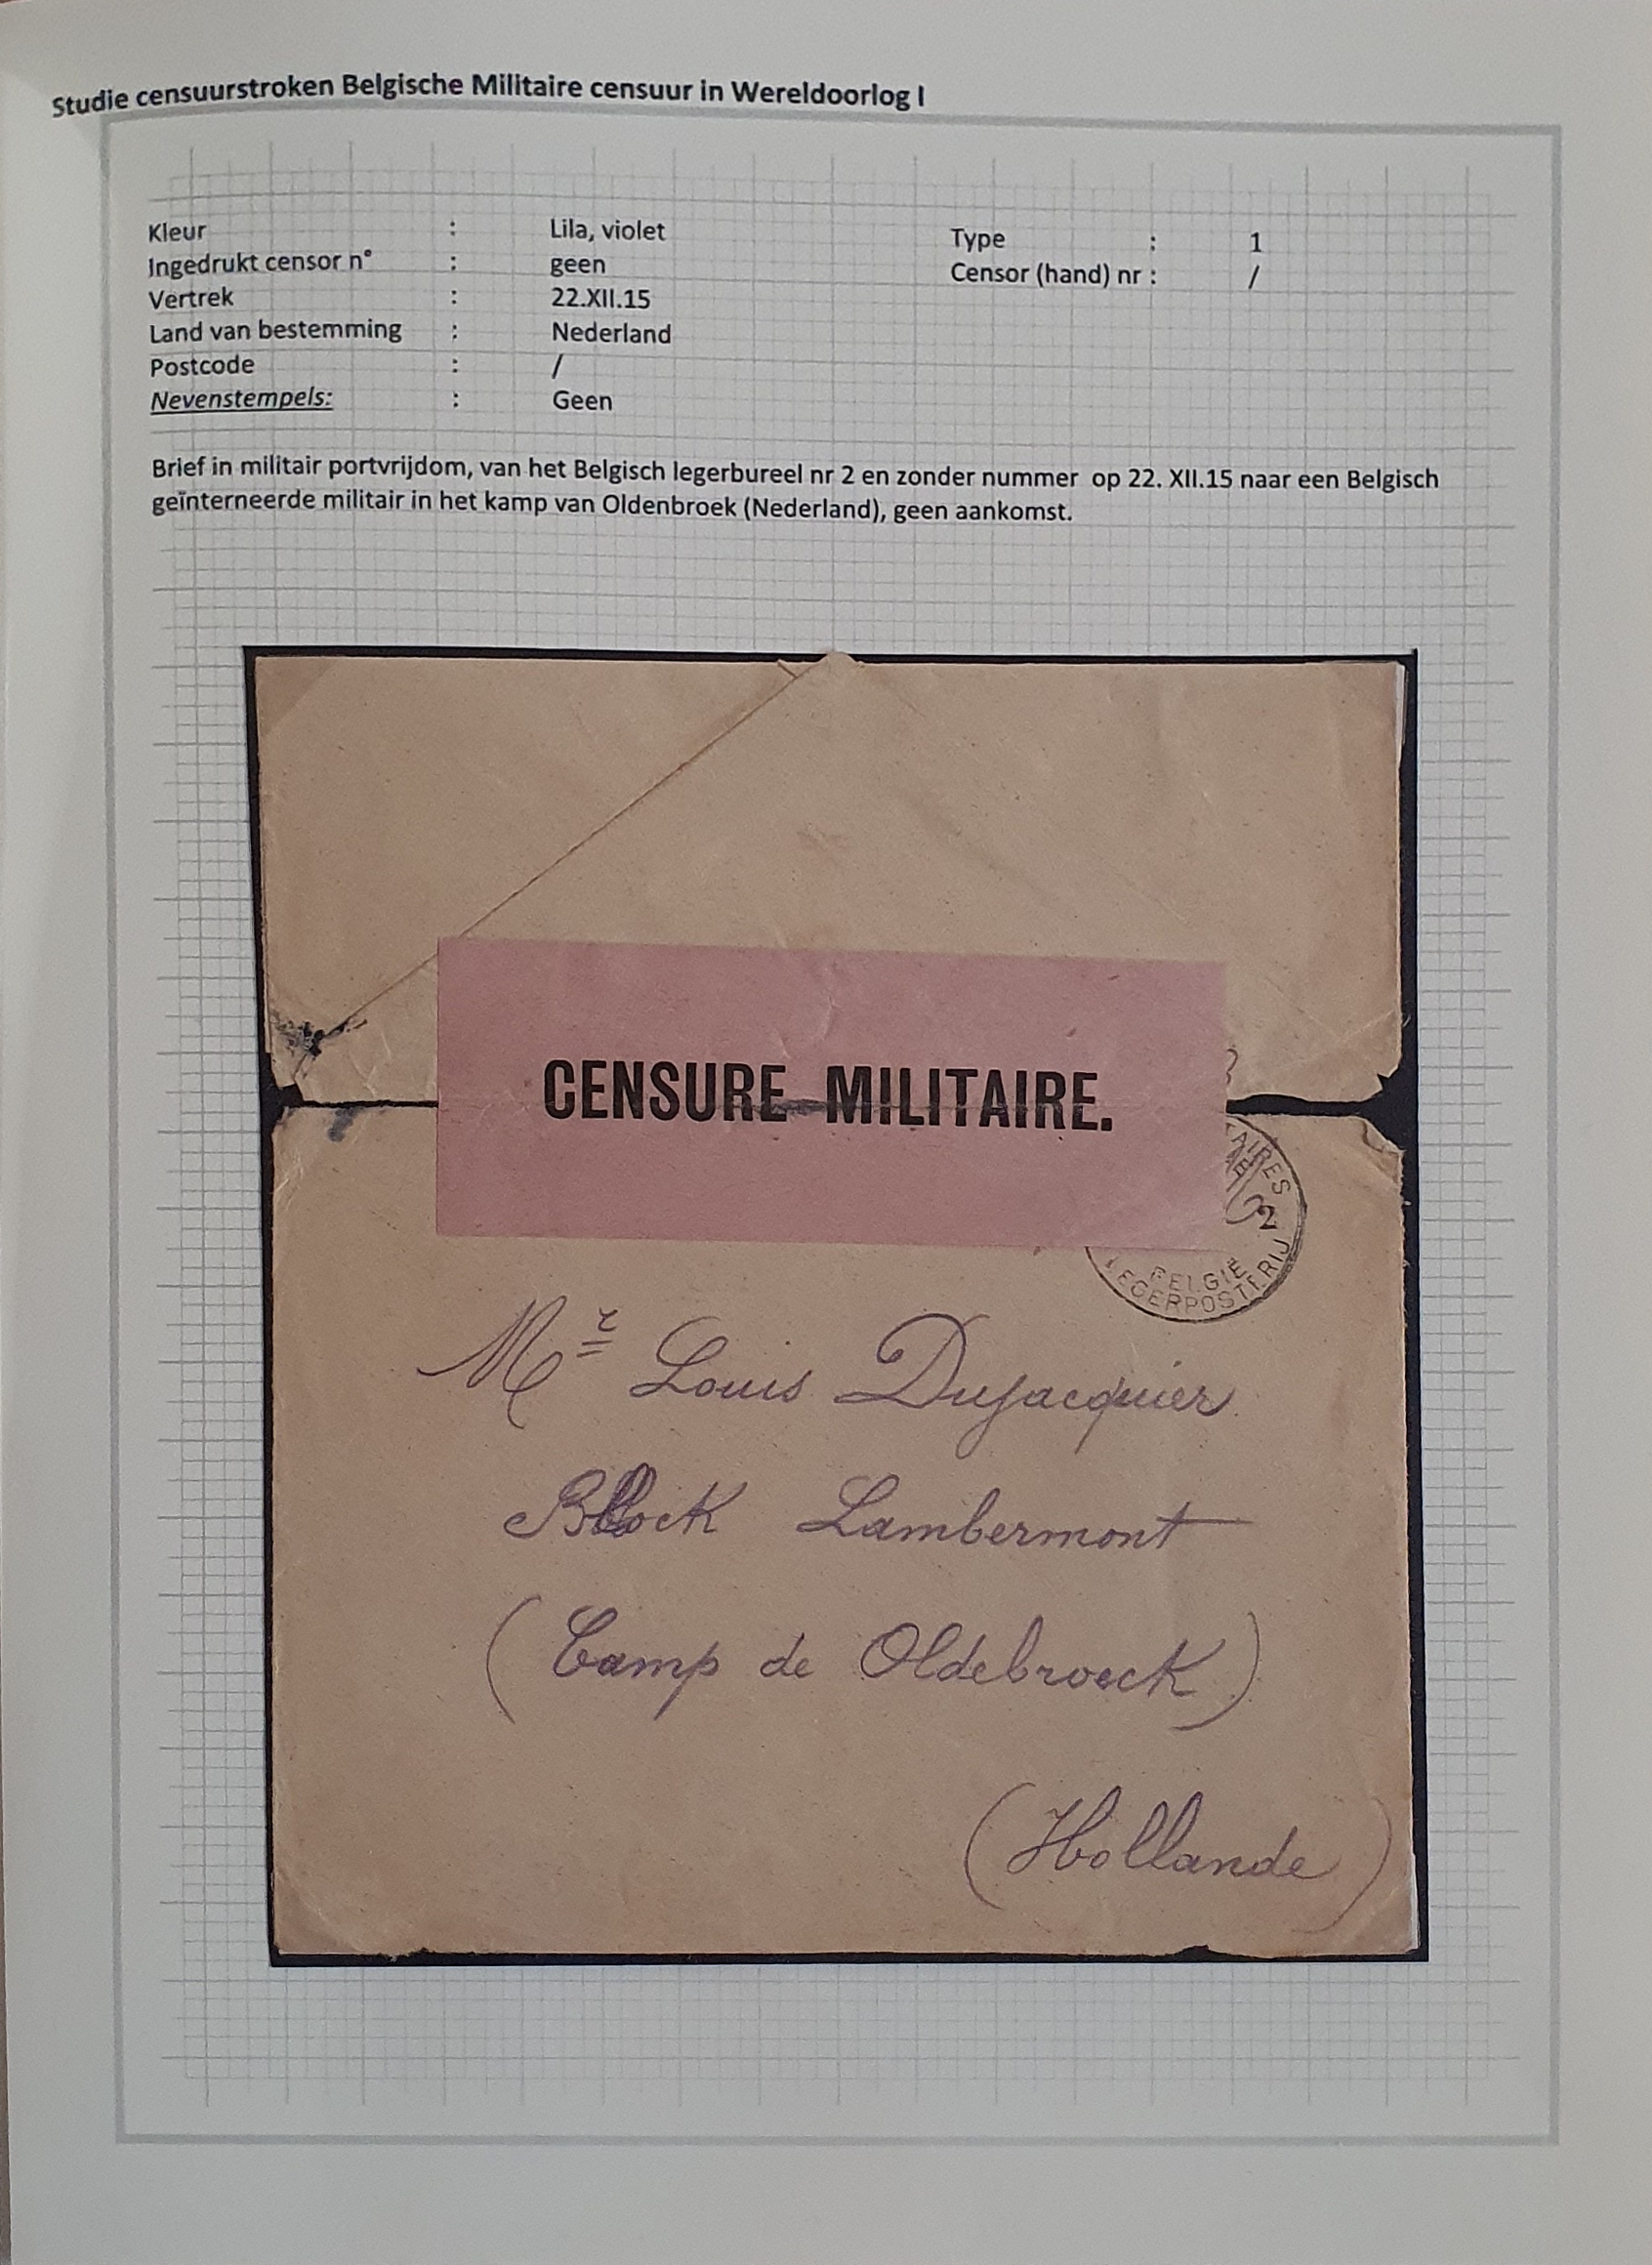 Studie censuurstroken Belgische Militaire censuur in Wereldoorlog I
Kleur : Lila, violet
Type : 1
Ingedrukt censor n° : geen
Censor (hand) nr : /
Vertrek : 22.XII.15
Land van bestemming : Nederland
Postcode : /
Nevenstempels: : Geen
Brief in militair portvrijdom, van het Belgisch legerbureel nr 2 en zonder nummer op 22. XII.15 naar een Belgisch
geïnterneerde militair in het kamp van Oldenbroek (Nederland), geen aankomst.
CENSURE MILITAIRE.
2
BELGIË
LEGERPOSTERIJ
Mr Louis Dujacquier
Block Lambermont
(Camp de Oldebroeck)
(Hollande)